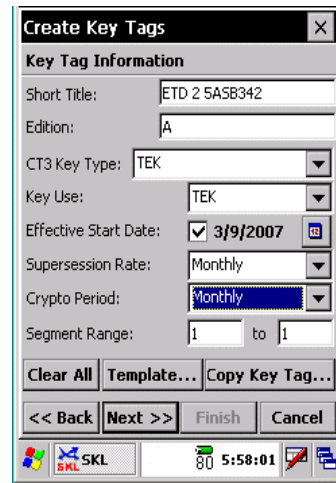 Create Key Tags
Key Tag Information
Short Title: ETD 2 5ASB342
Edition: A
CT3 Key Type: TEK
Key Use: TEK
Effective Start Date: 3/9/2007
Supersession Rate: Monthly
Crypto Period: Monthly
Segment Range: 1 to 1
Clear All Template... Copy Key Tag...
<< Back Next >> Finish Cancel
SKL SKL 80 5:58:01